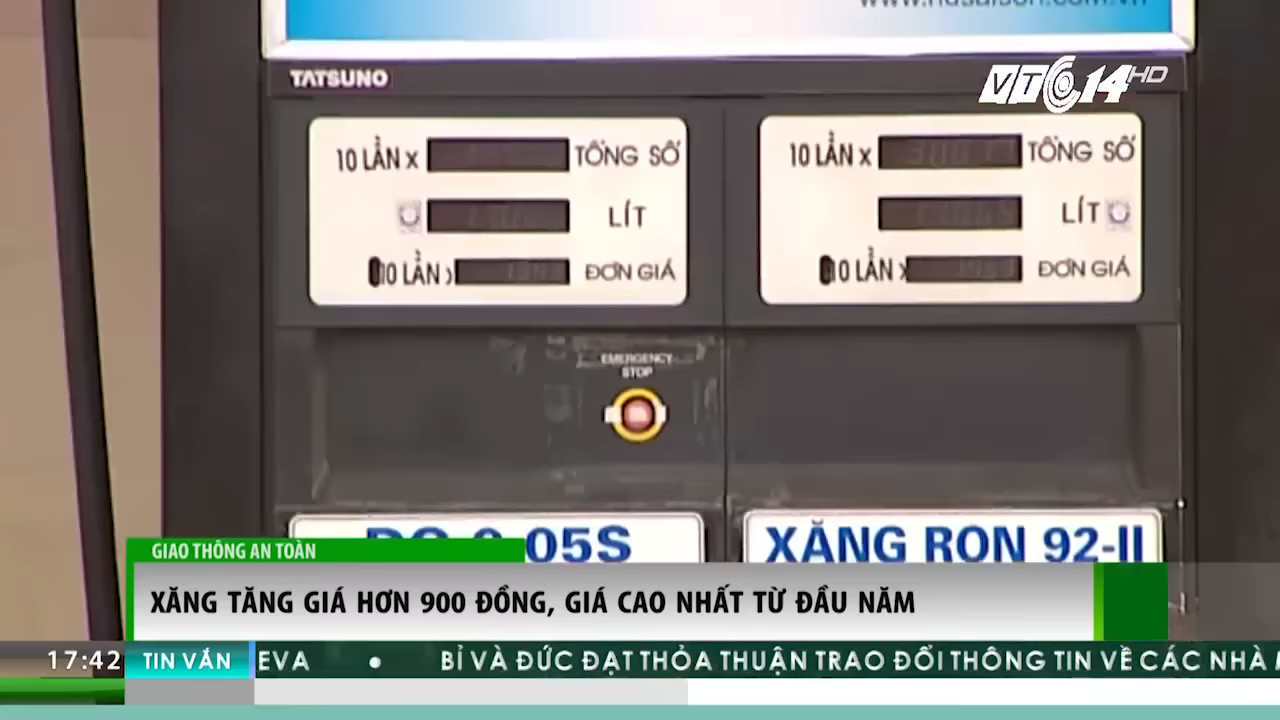 TATSUNO
VTC14 HD
10 LẦN x TỔNG SỐ
LÍT
10 LẦN x ĐƠN GIÁ
10 LẦN x TỔNG SỐ
LÍT
10 LẦN x ĐƠN GIÁ
EMERGENCY
STOP
05S
XĂNG RON 92-II
GIAO THÔNG AN TOÀN
XĂNG TĂNG GIÁ HƠN 900 ĐỒNG, GIÁ CAO NHẤT TỪ ĐẦU NĂM
17:42 TIN VẮN EVA • BỈ VÀ ĐỨC ĐẠT THỎA THUẬN TRAO ĐỔI THÔNG TIN VỀ CÁC NHÀ